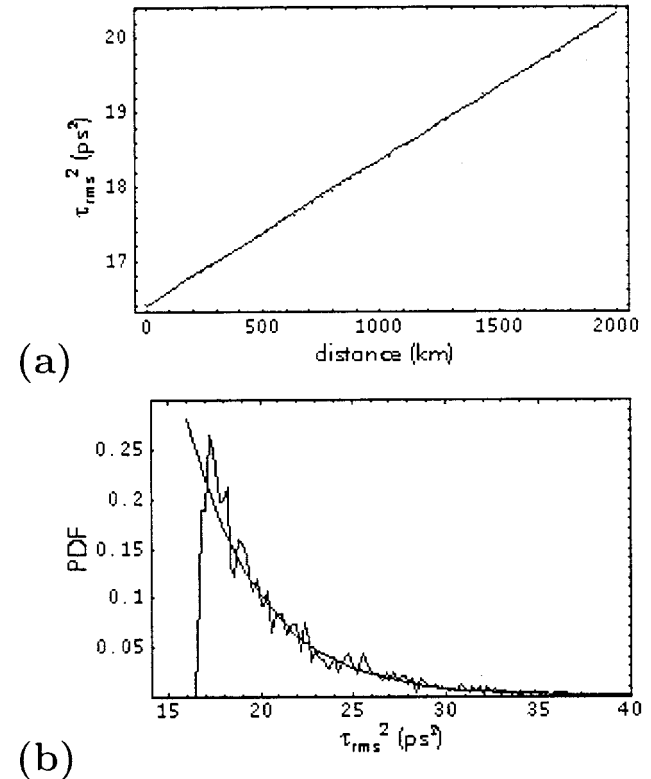 τrms² (ps²)
20
19
18
17
0 500 1000 1500 2000
distance (km)
(a)
PDF
0.25
0.2
0.15
0.1
0.05
15 20 25 30 35 40
τrms² (ps²)
(b)